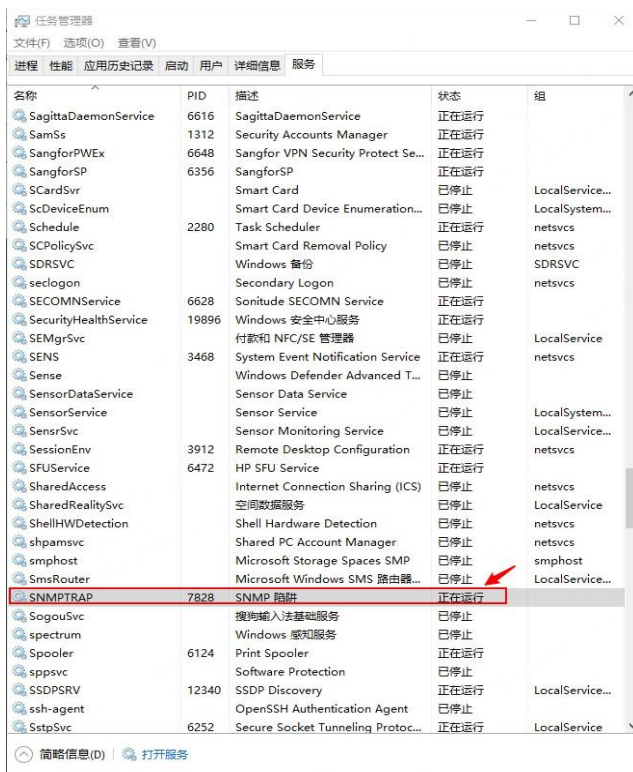 任务管理器
文件(F) 选项(O) 查看(V)
进程 性能 应用历史记录 启动 用户 详细信息 服务
名称 PID 描述 状态 组
SagittaDaemonService 6616 SagittaDaemonService 正在运行
SamSs 1312 Security Accounts Manager 正在运行
SangforPWEx 6648 Sangfor VPN Security Protect Se... 正在运行
SangforSP 6356 SangforSP 正在运行
SCardSvr Smart Card 已停止 LocalService...
ScDeviceEnum Smart Card Device Enumeration... 已停止 LocalSystem...
Schedule 2280 Task Scheduler 正在运行 netsvcs
SCPolicySvc Smart Card Removal Policy 已停止 netsvcs
SDRSVC Windows 备份 已停止 SDRSVC
seclogon Secondary Logon 已停止 netsvcs
SECOMNService 6628 Sonitude SECOMN Service 正在运行
SecurityHealthService 19896 Windows 安全中心服务 正在运行
SEMgrSvc 付款和 NFC/SE 管理器 已停止 LocalService
SENS 3468 System Event Notification Service 正在运行 netsvcs
Sense Windows Defender Advanced T... 已停止
SensorDataService Sensor Data Service 已停止
SensorService Sensor Service 已停止 LocalSystem...
SensrSvc Sensor Monitoring Service 已停止 LocalService...
SessionEnv 3912 Remote Desktop Configuration 正在运行 netsvcs
SFUService 6472 HP SFU Service 正在运行
SharedAccess Internet Connection Sharing (ICS) 已停止 netsvcs
SharedRealitySvc 空间数据服务 已停止 LocalService
ShellHWDetection Shell Hardware Detection 已停止 netsvcs
shpamsvc Shared PC Account Manager 已停止 netsvcs
smphost Microsoft Storage Spaces SMP 已停止 smphost
SmsRouter Microsoft Windows SMS 路由器... 已停止 LocalService...
SNMPTRAP 7828 SNMP 陷阱 正在运行
SogouSvc 搜狗输入法基础服务 已停止
spectrum Windows 感知服务 已停止
Spooler 6124 Print Spooler 正在运行
sppsvc Software Protection 已停止
SSDPSRV 12340 SSDP Discovery 正在运行 LocalService...
ssh-agent OpenSSH Authentication Agent 已停止
SstpSvc 6252 Secure Socket Tunneling Protoc... 正在运行 LocalService
简略信息(D) 打开服务